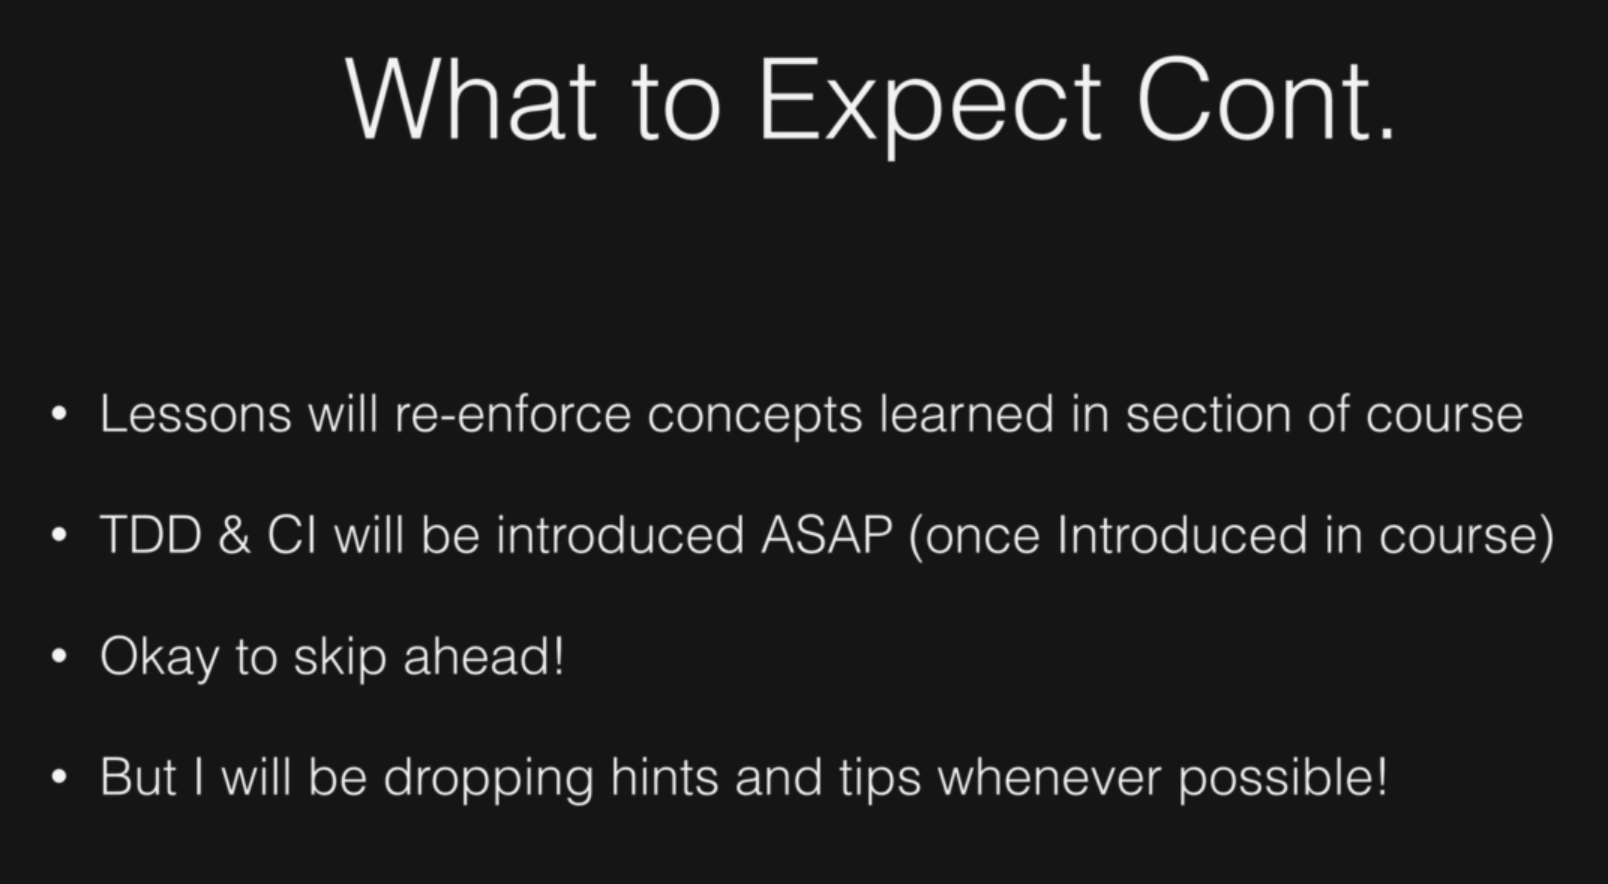 What to Expect Cont.
• Lessons will re-enforce concepts learned in section of course
• TDD & CI will be introduced ASAP (once Introduced in course)
• Okay to skip ahead!
• But I will be dropping hints and tips whenever possible!